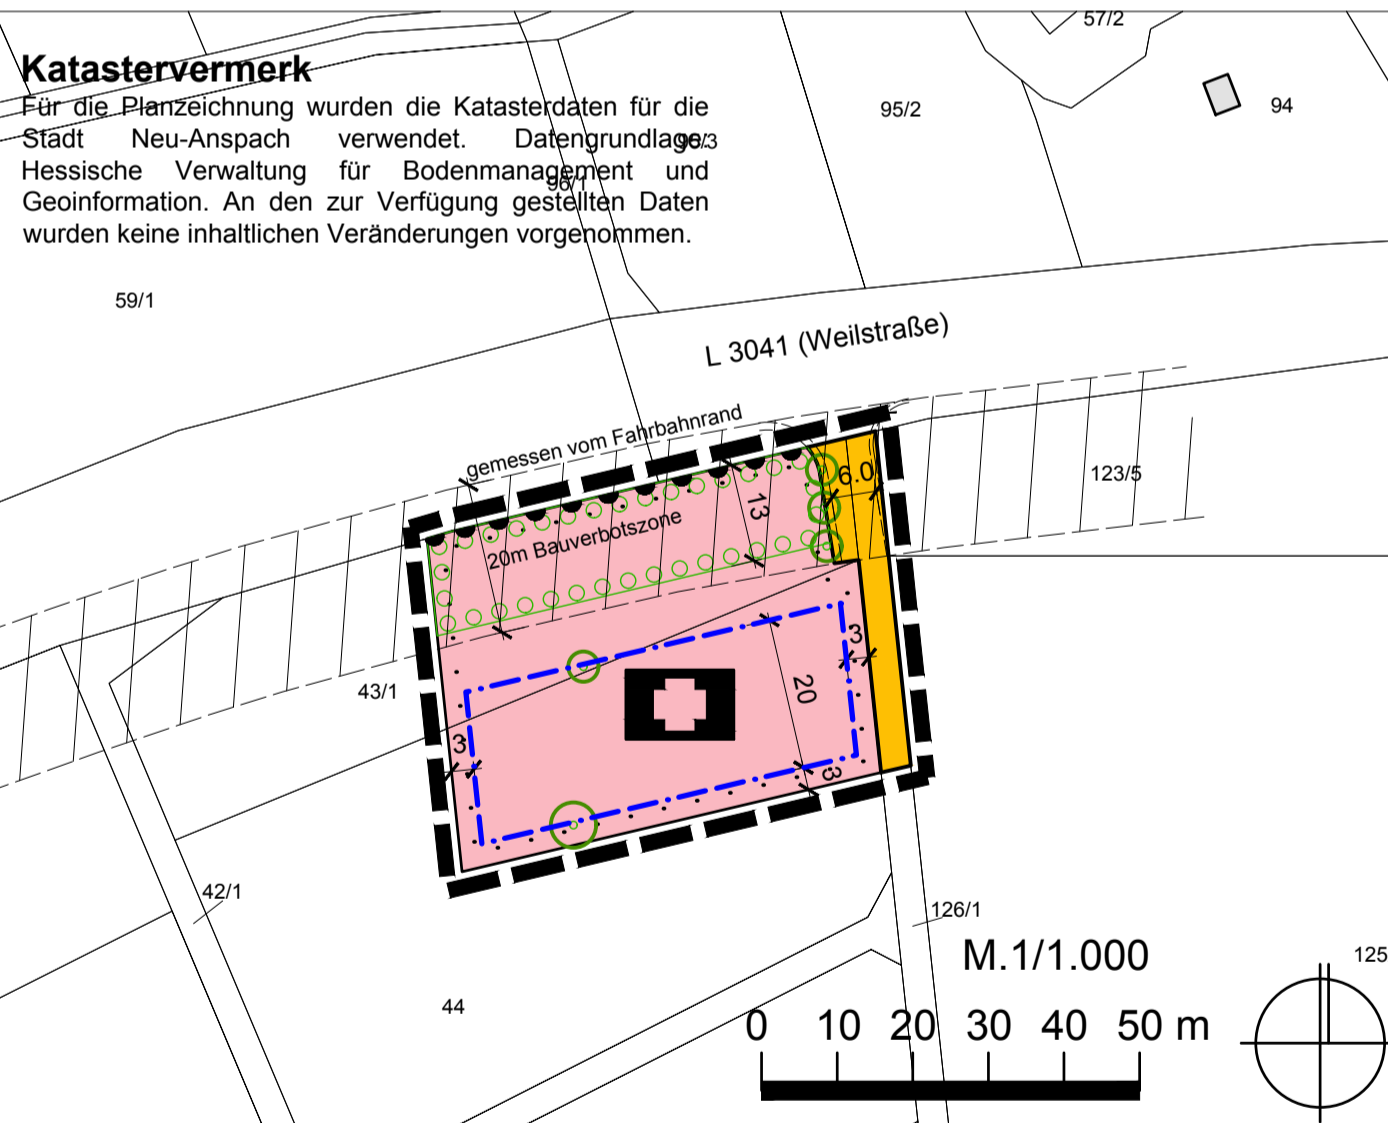 57/2
Katastervermerk
Für die Planzeichnung wurden die Katasterdaten für die
Stadt Neu-Anspach verwendet. Datengrundlage:
Hessische Verwaltung für Bodenmanagement und
Geoinformation. An den zur Verfügung gestellten Daten
wurden keine inhaltlichen Veränderungen vorgenommen.
95/2
94
96/1
59/1
L 3041 (Weilstraße)
gemessen vom Fahrbahnrand
123/5
6.0
13
20m Bauverbotszone
3
43/1
20
3
3
42/1
126/1
M.1/1.000
125
44
0 10 20 30 40 50 m